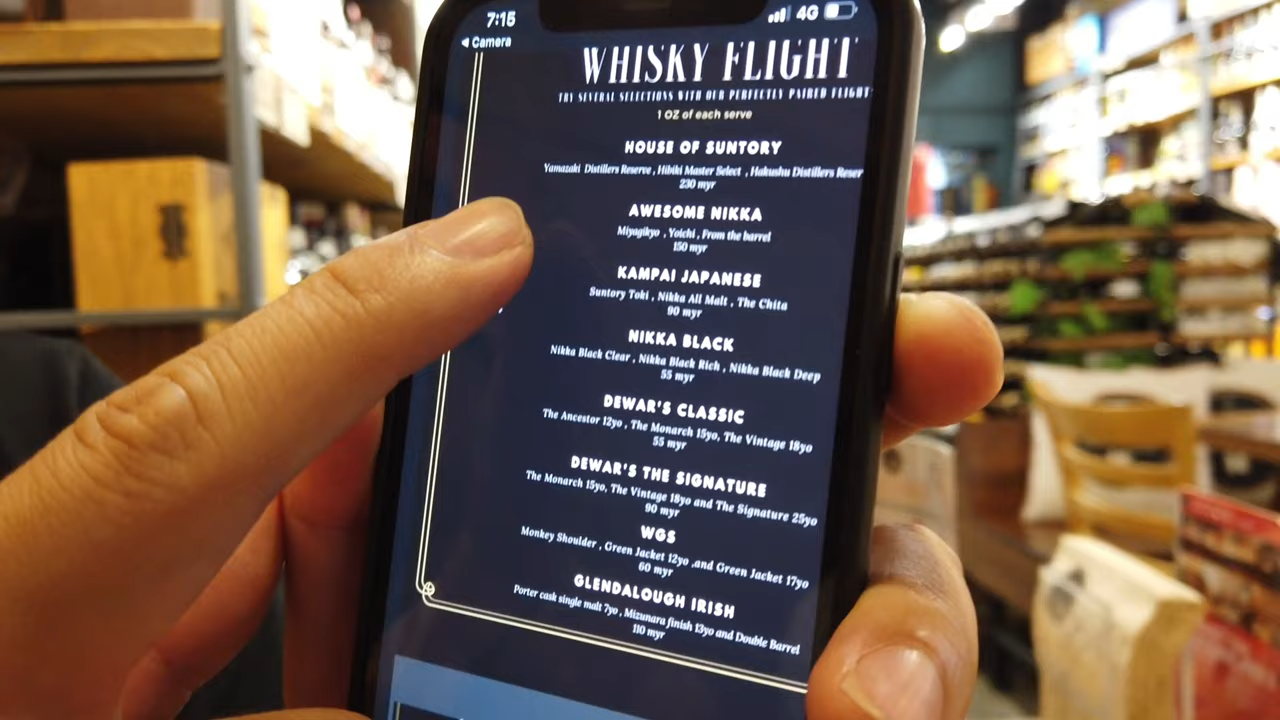 7:15
4G
Camera
WHISKY FLIGHT
TRY SEVERAL SELECTIONS WITH OUR PERFECTLY PAIRED FLIGHT
1 OZ of each serve
HOUSE OF SUNTORY
Yamazaki Distillers Reserve , Hibiki Master Select , Hakushu Distillers Reser
230 myr
AWESOME NIKKA
Miyagikyo , Yoichi , From the barrel
150 myr
KAMPAI JAPANESE
Suntory Toki , Nikka All Malt , The Chita
90 myr
NIKKA BLACK
Nikka Black Clear , Nikka Black Rich , Nikka Black Deep
55 myr
DEWAR'S CLASSIC
The Ancestor 12yo , The Monarch 15yo, The Vintage 18yo
55 myr
DEWAR'S THE SIGNATURE
The Monarch 15yo, The Vintage 18yo and The Signature 25yo
90 myr
WGS
Monkey Shoulder , Green Jacket 12yo ,and Green Jacket 17yo
60 myr
GLENDALOUGH IRISH
Porter cask single malt 7yo , Mizunara finish 13yo and Double Barrel
110 myr